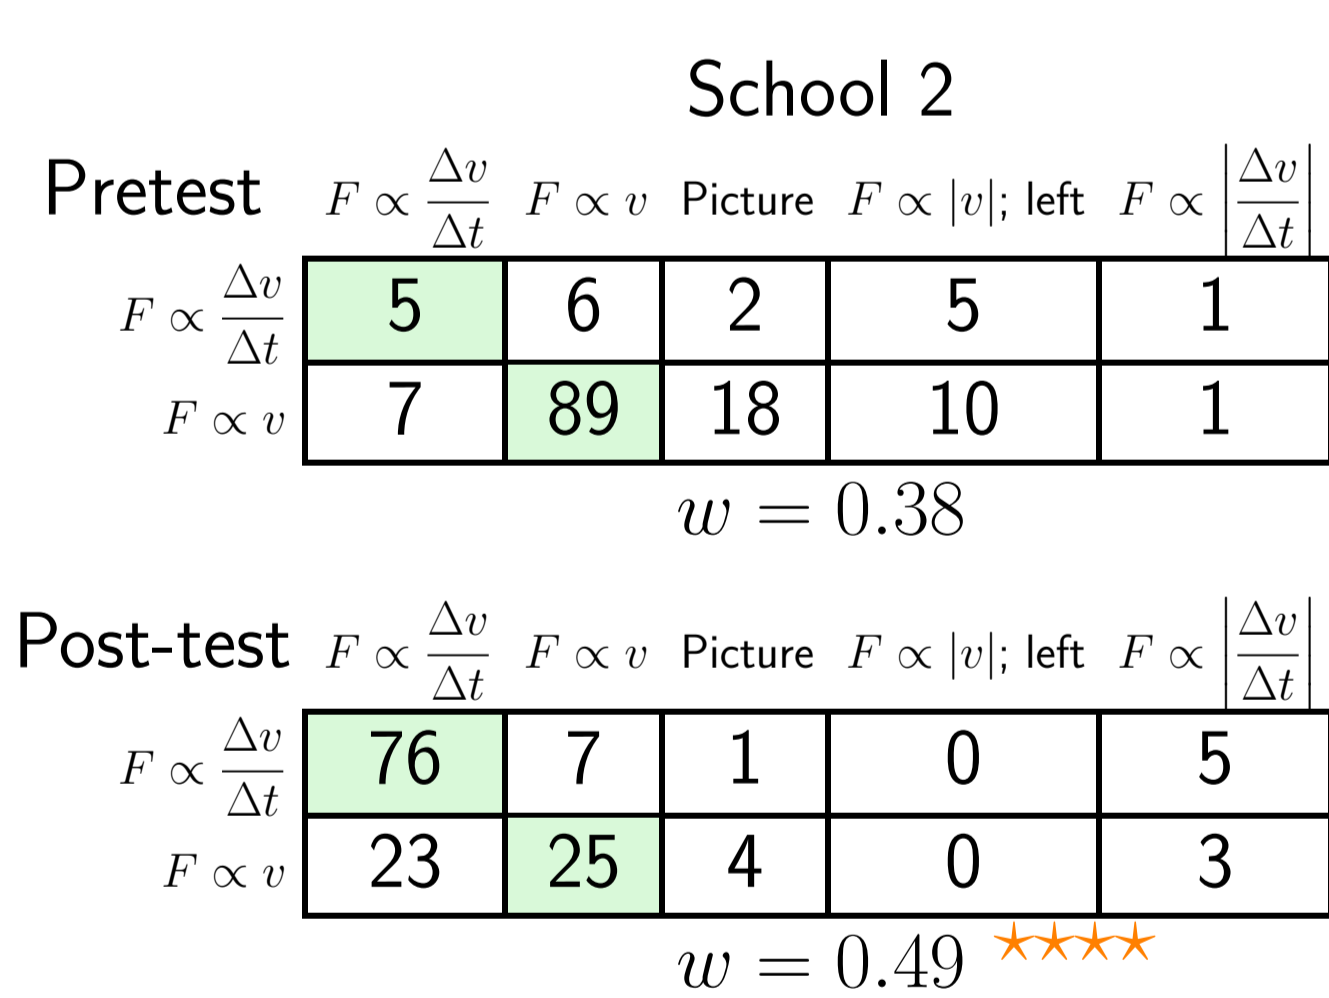 School 2
Pretest F ∝ Δv/Δt F ∝ v Picture F ∝ |v|; left F ∝ |Δv/Δt|
F ∝ Δv/Δt 5 6 2 5 1
F ∝ v 7 89 18 10 1
w = 0.38
Post-test F ∝ Δv/Δt F ∝ v Picture F ∝ |v|; left F ∝ |Δv/Δt|
F ∝ Δv/Δt 76 7 1 0 5
F ∝ v 23 25 4 0 3
w = 0.49 ★★★★